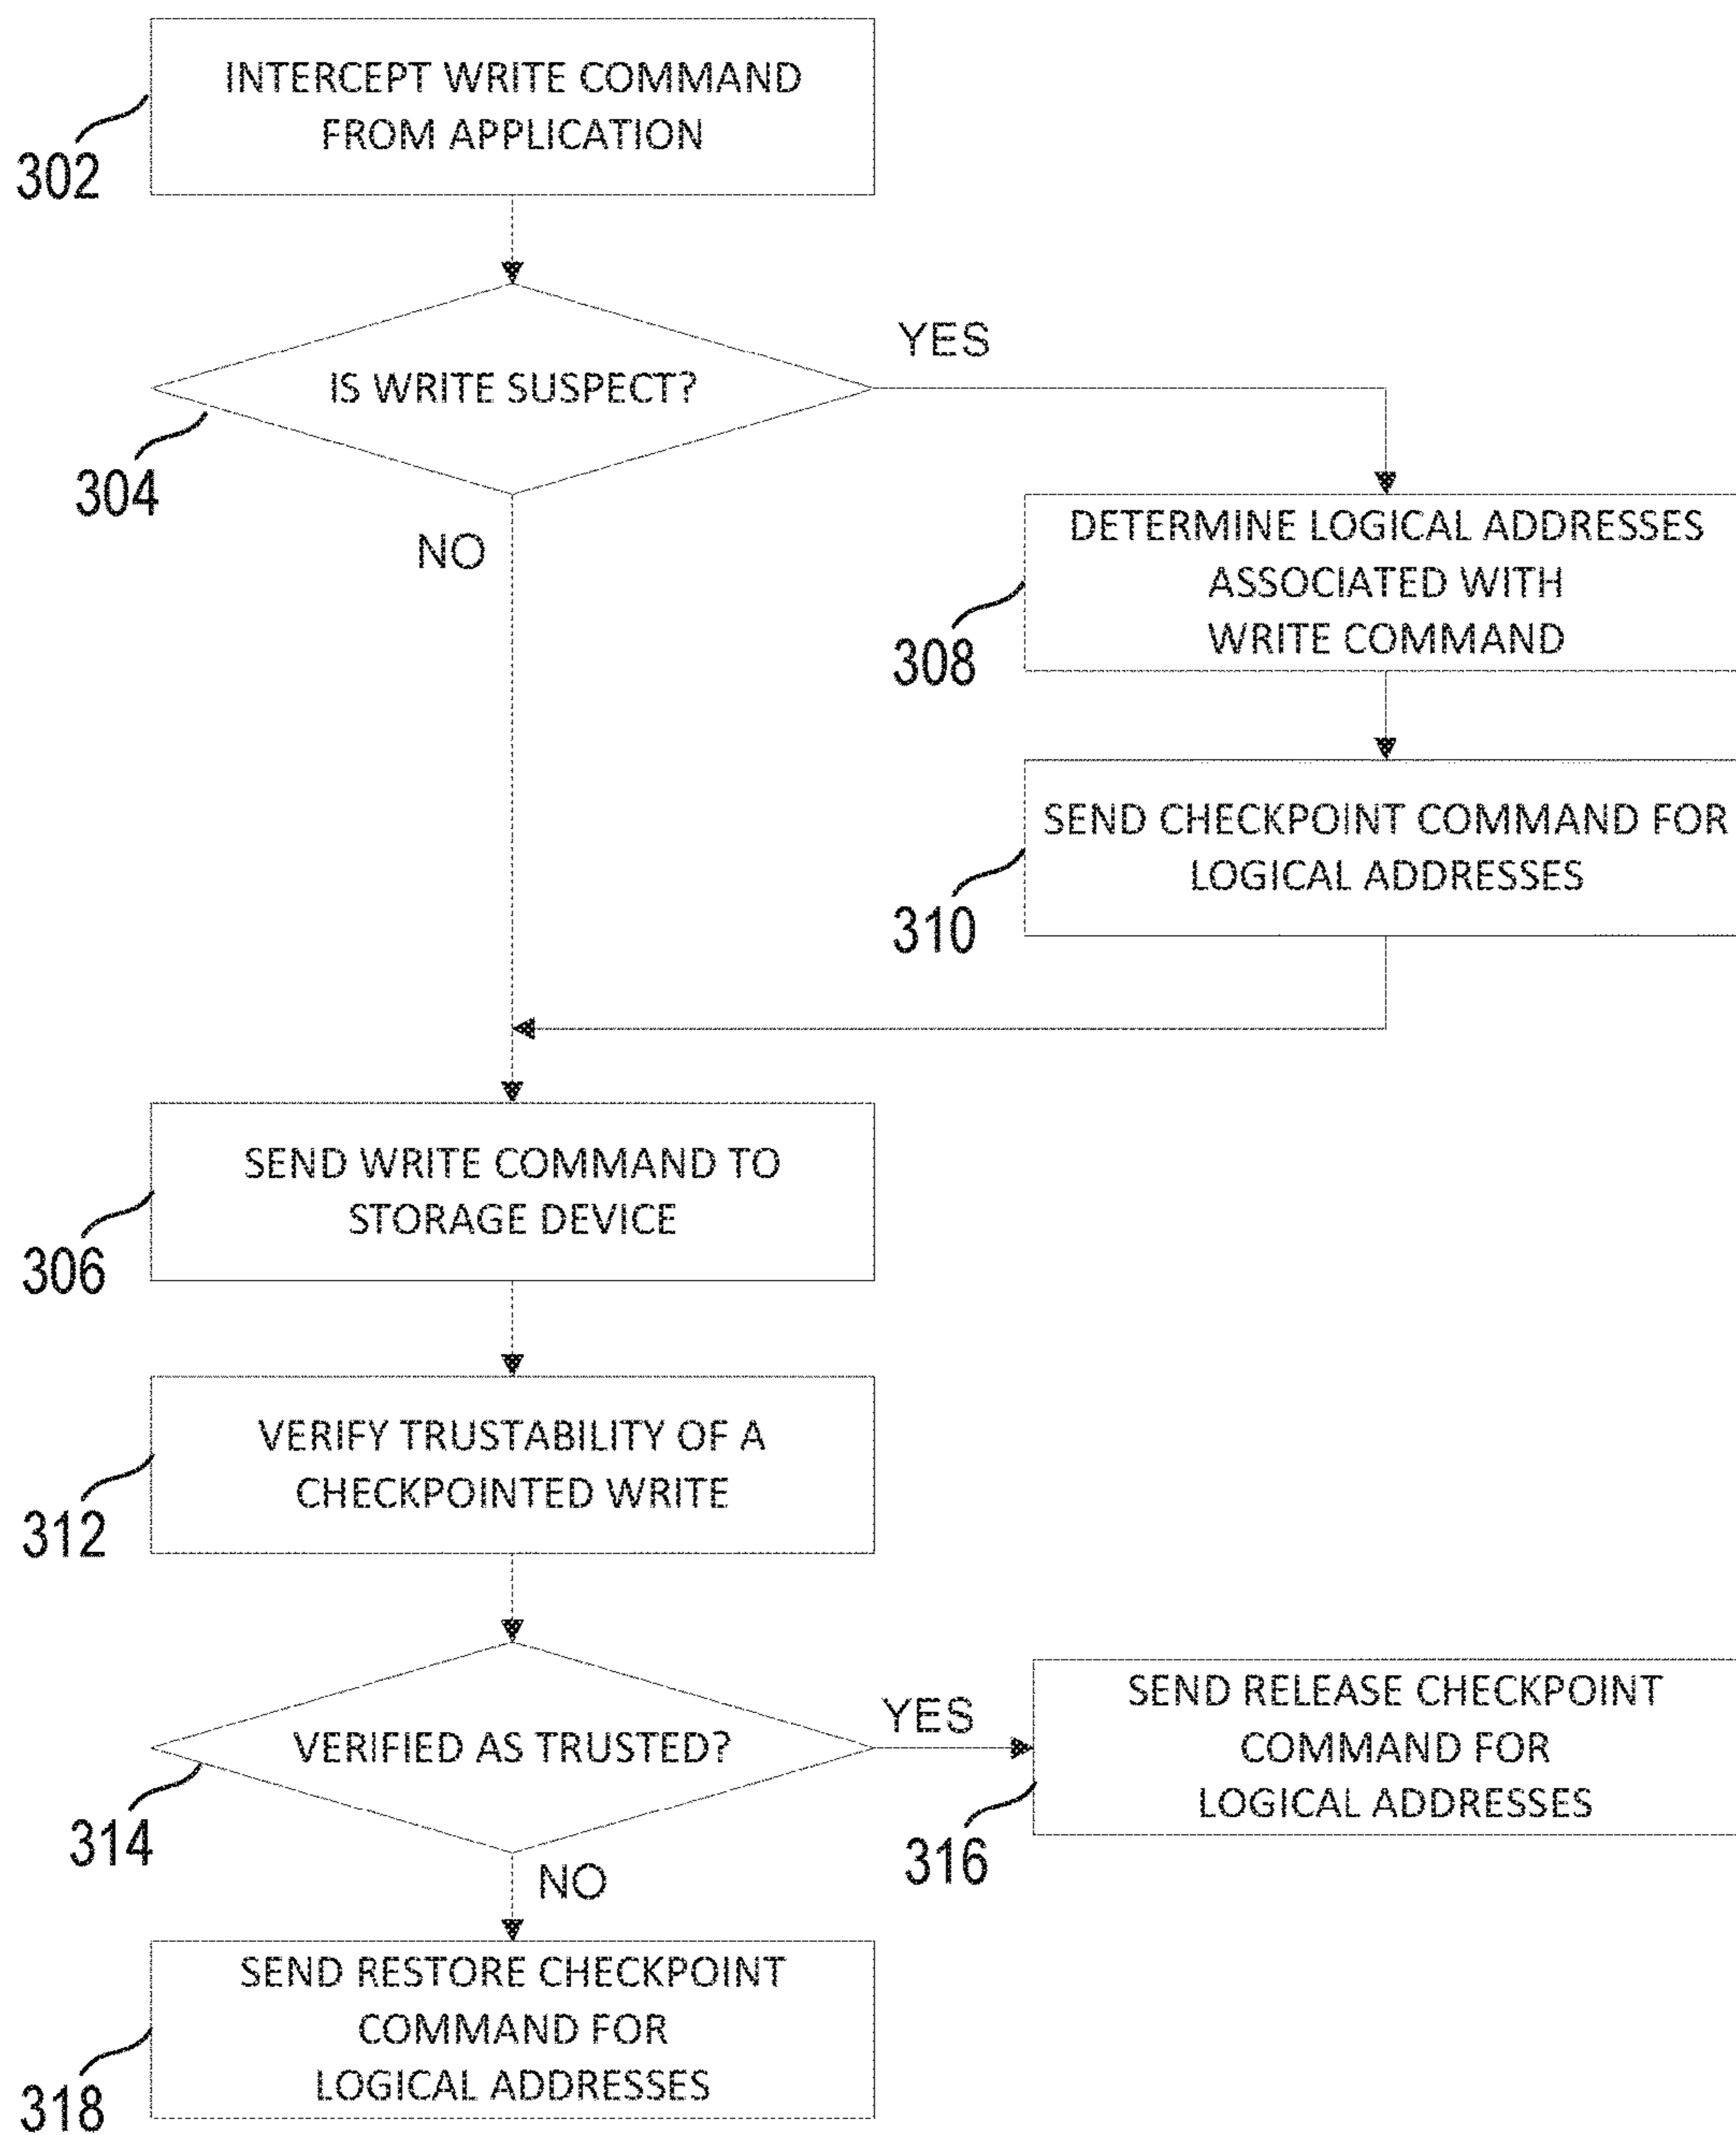 INTERCEPT WRITE COMMAND
FROM APPLICATION
302
IS WRITE SUSPECT?
YES
304
NO
DETERMINE LOGICAL ADDRESSES
ASSOCIATED WITH
WRITE COMMAND
308
SEND CHECKPOINT COMMAND FOR
LOGICAL ADDRESSES
310
SEND WRITE COMMAND TO
STORAGE DEVICE
306
VERIFY TRUSTABILITY OF A
CHECKPOINTED WRITE
312
VERIFIED AS TRUSTED?
YES
314
SEND RELEASE CHECKPOINT
COMMAND FOR
LOGICAL ADDRESSES
316
NO
SEND RESTORE CHECKPOINT
COMMAND FOR
LOGICAL ADDRESSES
318